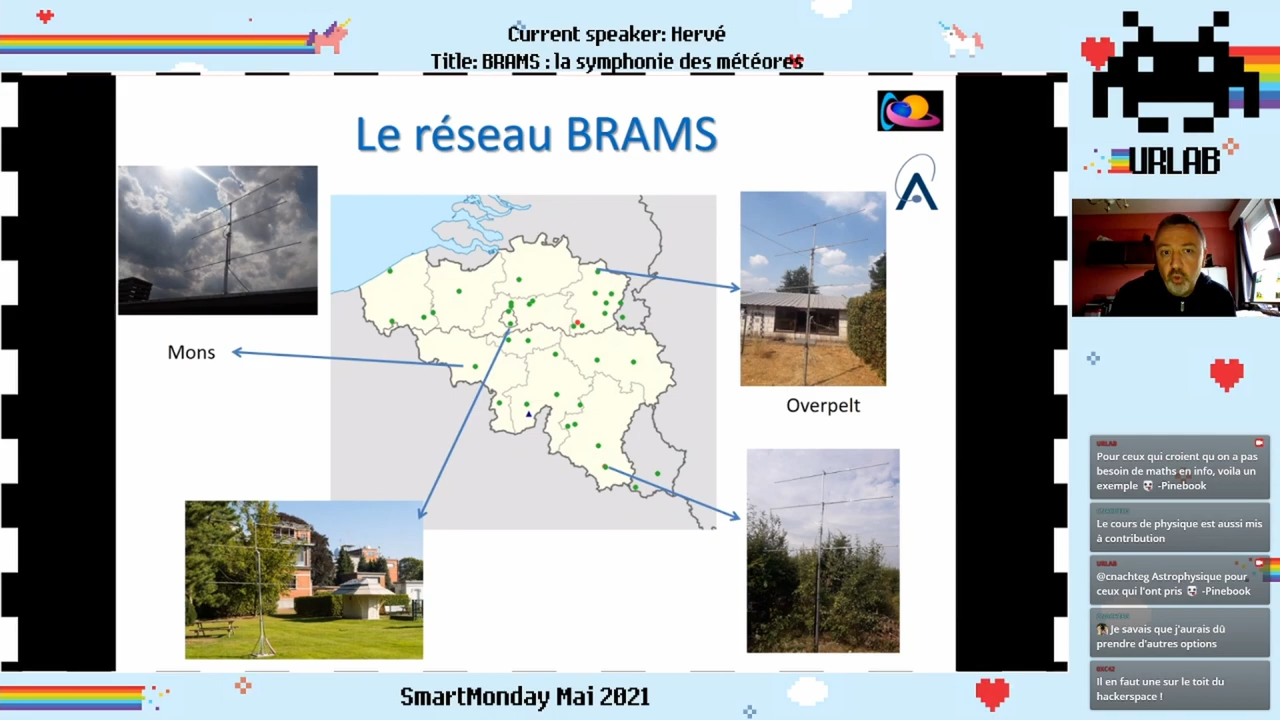 Current speaker: Hervé
Title: BRAMS : la symphonie des météores
Le réseau BRAMS
Mons
Overpelt
URLAB
URLAB
Pour ceux qui croient qu on a pas
besoin de maths en info, voila un
exemple -Pinebook
Le cours de physique est aussi mis
à contribution
URLAB
@cnachteg Astrophysique pour
ceux qui l'ont pris -Pinebook
Je savais que j'aurais dû
prendre d'autres options
Il en faut une sur le toit du
hackerspace !
SmartMonday Mai 2021